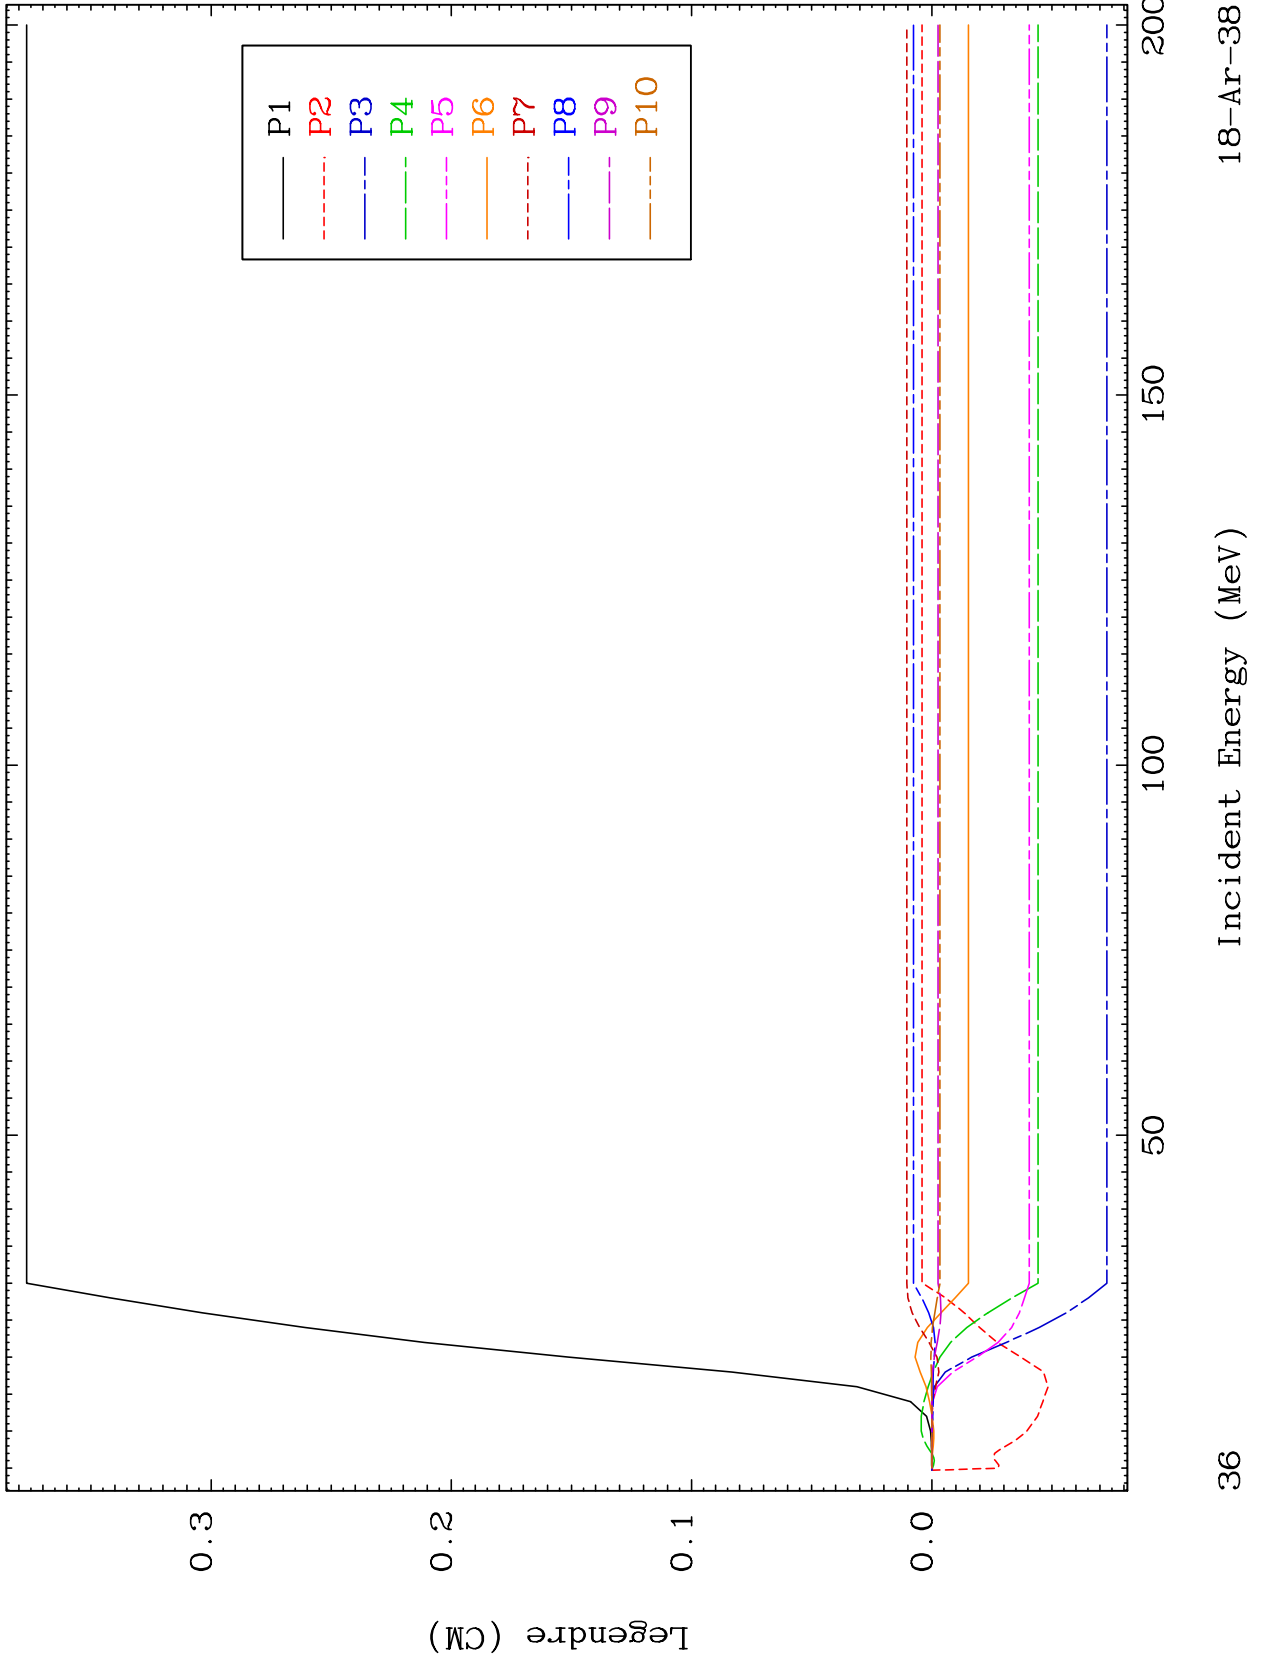 P1
P2
P3
P4
P5
P6
P7
P8
P9
P10
0.3
0.2
0.1
0.0
Legendre (CM)
50
100
150
200
Incident Energy (MeV)
36
18-Ar-38